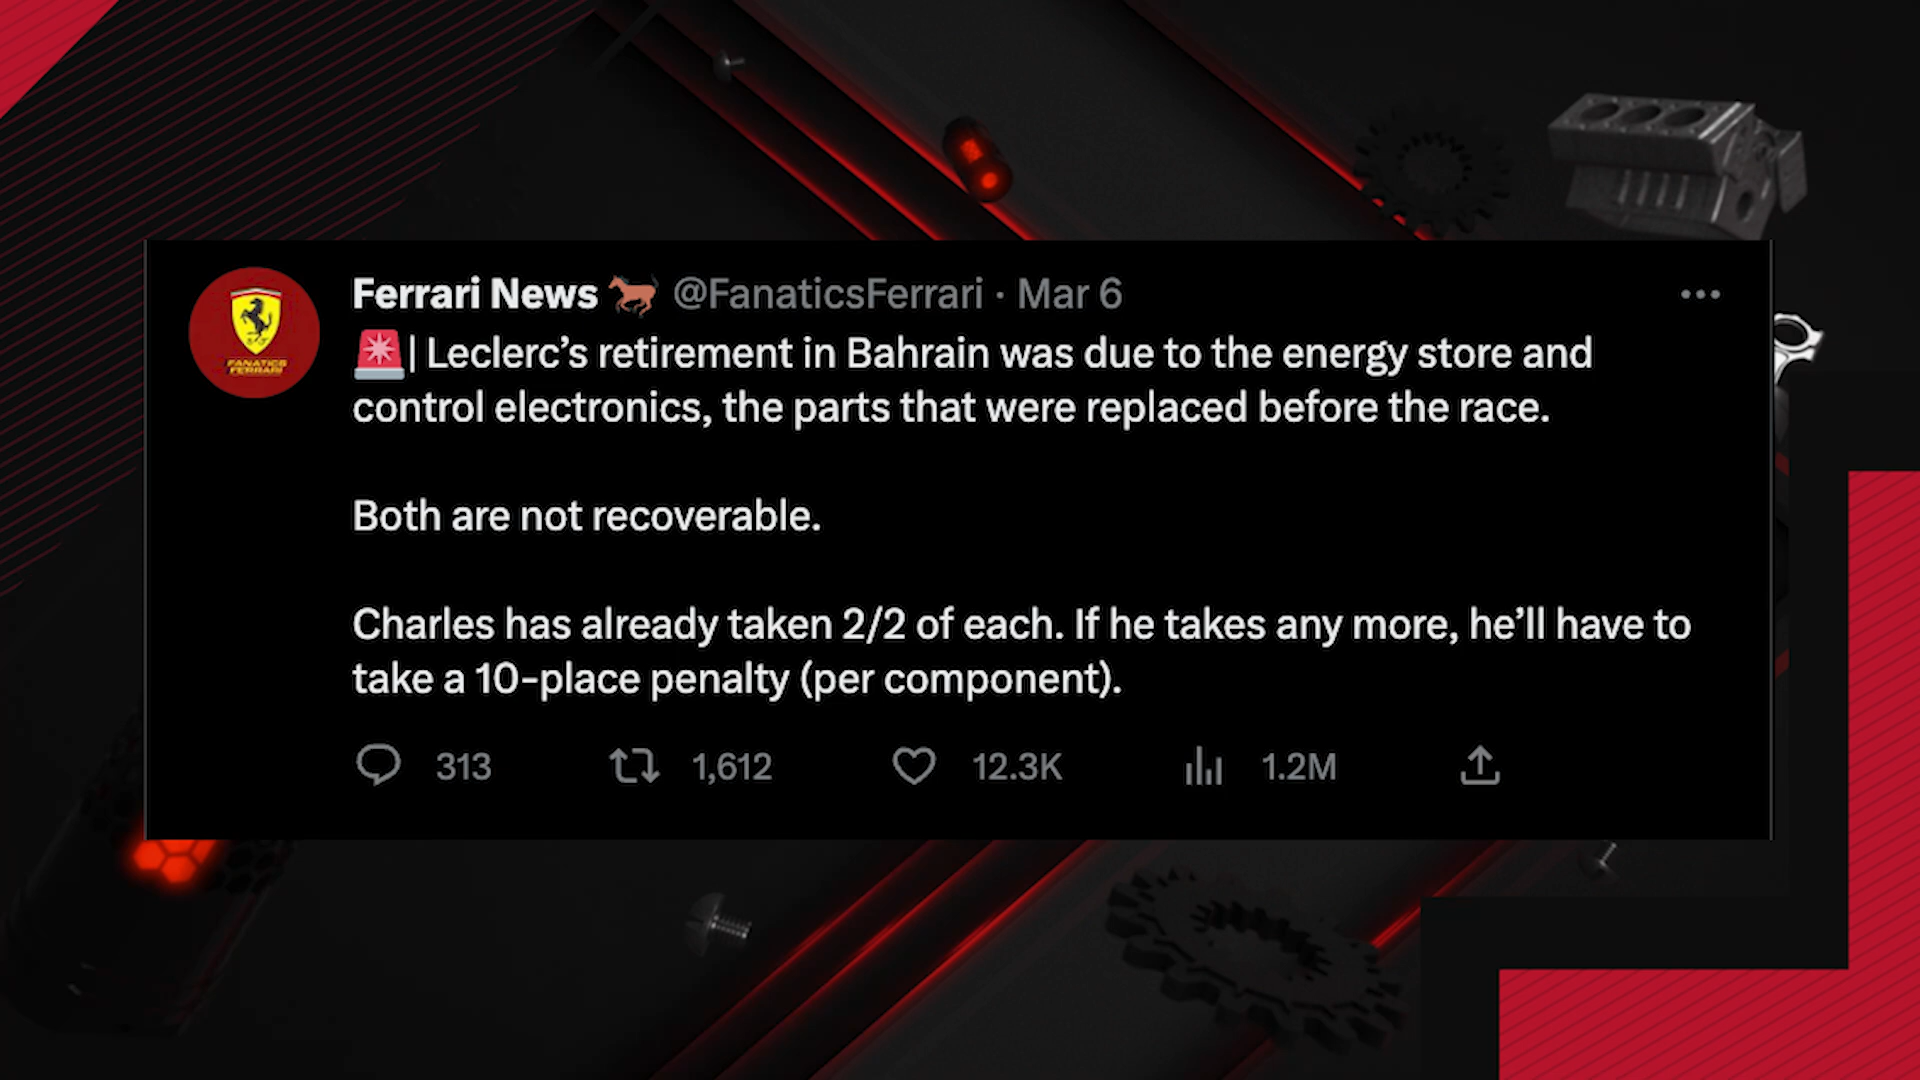 Ferrari News 🐎 @FanaticsFerrari · Mar 6
🚨| Leclerc’s retirement in Bahrain was due to the energy store and
control electronics, the parts that were replaced before the race.
Both are not recoverable.
Charles has already taken 2/2 of each. If he takes any more, he’ll have to
take a 10-place penalty (per component).
313 1,612 12.3K 1.2M
FANATICS
FERRARI